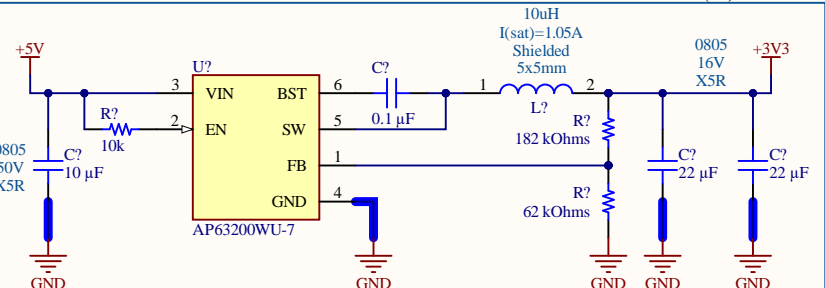 10uH
I(sat)=1.05A
Shielded
5x5mm
0805
16V
X5R
+5V
+3V3
U?
3
VIN
BST
6
C?
0.1 µF
1
2
L?
R?
10k
2
EN
SW
5
R?
182 kOhms
0805
50V
X5R
C?
10 µF
FB
1
C?
22 µF
C?
22 µF
GND
4
R?
62 kOhms
AP63200WU-7
GND
GND
GND
GND
GND